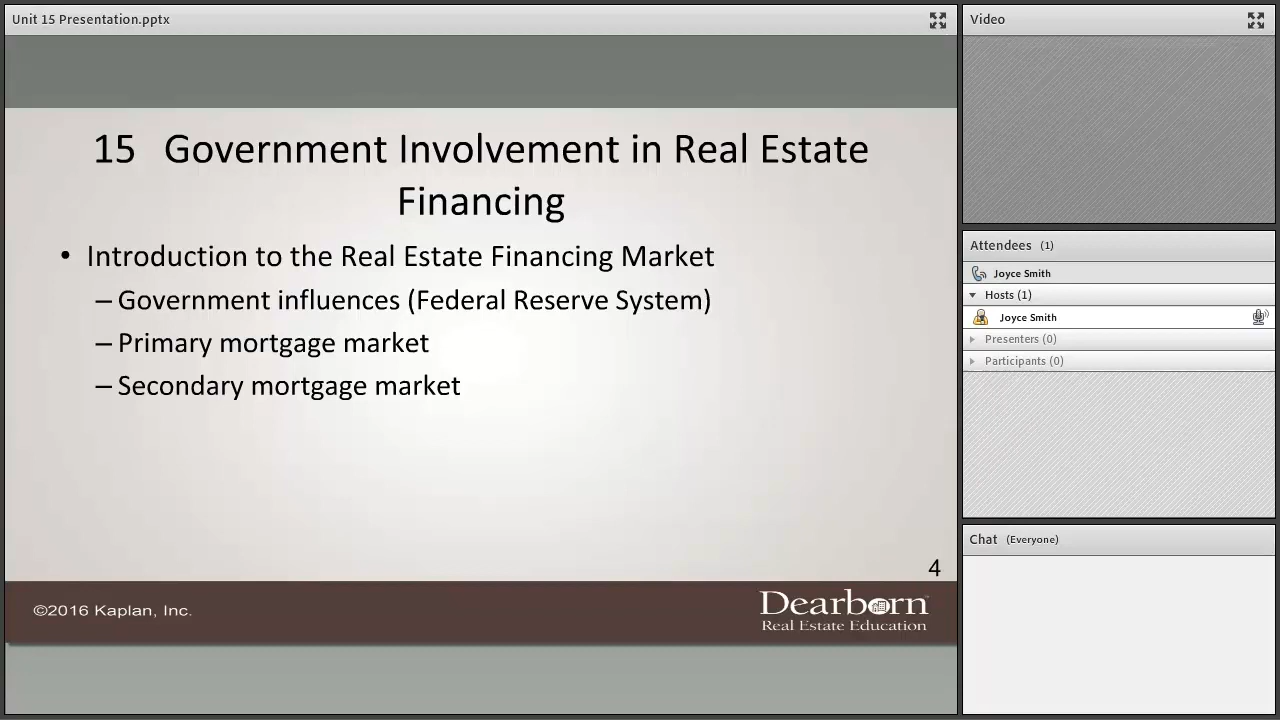 Unit 15 Presentation.pptx
15 Government Involvement in Real Estate
Financing
• Introduction to the Real Estate Financing Market
– Government influences (Federal Reserve System)
– Primary mortgage market
– Secondary mortgage market
4
©2016 Kaplan, Inc.
Dearborn
Real Estate Education
Video
Attendees (1)
Joyce Smith
Hosts (1)
Joyce Smith
Presenters (0)
Participants (0)
Chat (Everyone)